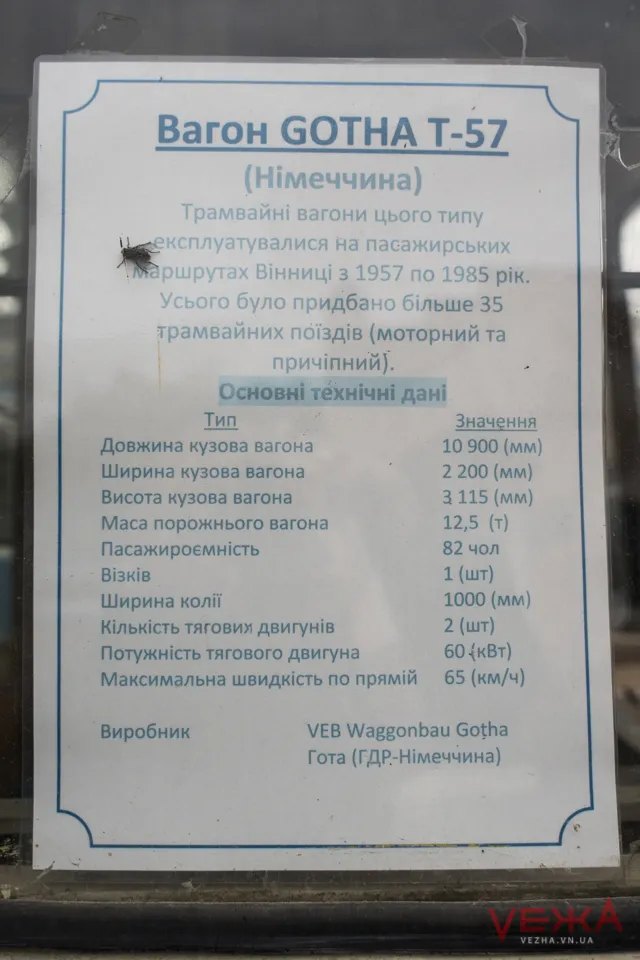 Вагон GOTHA T-57
(Німеччина)
Трамвайні вагони цього типу
експлуатувалися на пасажирських
маршрутах Вінниці з 1957 по 1985 рік.
Усього було придбано більше 35
трамвайних поїздів (моторний та
причіпний).
Основні технічні дані
Тип Значення
Довжина кузова вагона 10 900 (мм)
Ширина кузова вагона 2 200 (мм)
Висота кузова вагона 3 115 (мм)
Маса порожнього вагона 12,5 (т)
Пасажироємність 82 чол
Візків 1 (шт)
Ширина колії 1000 (мм)
Кількість тягових двигунів 2 (шт)
Потужність тягового двигуна 60 (кВт)
Максимальна швидкість по прямій 65 (км/ч)
Виробник VEB Waggonbau Gotha
Гота (ГДР-Німеччина)
VEЖА
VEZHA.VN.UA